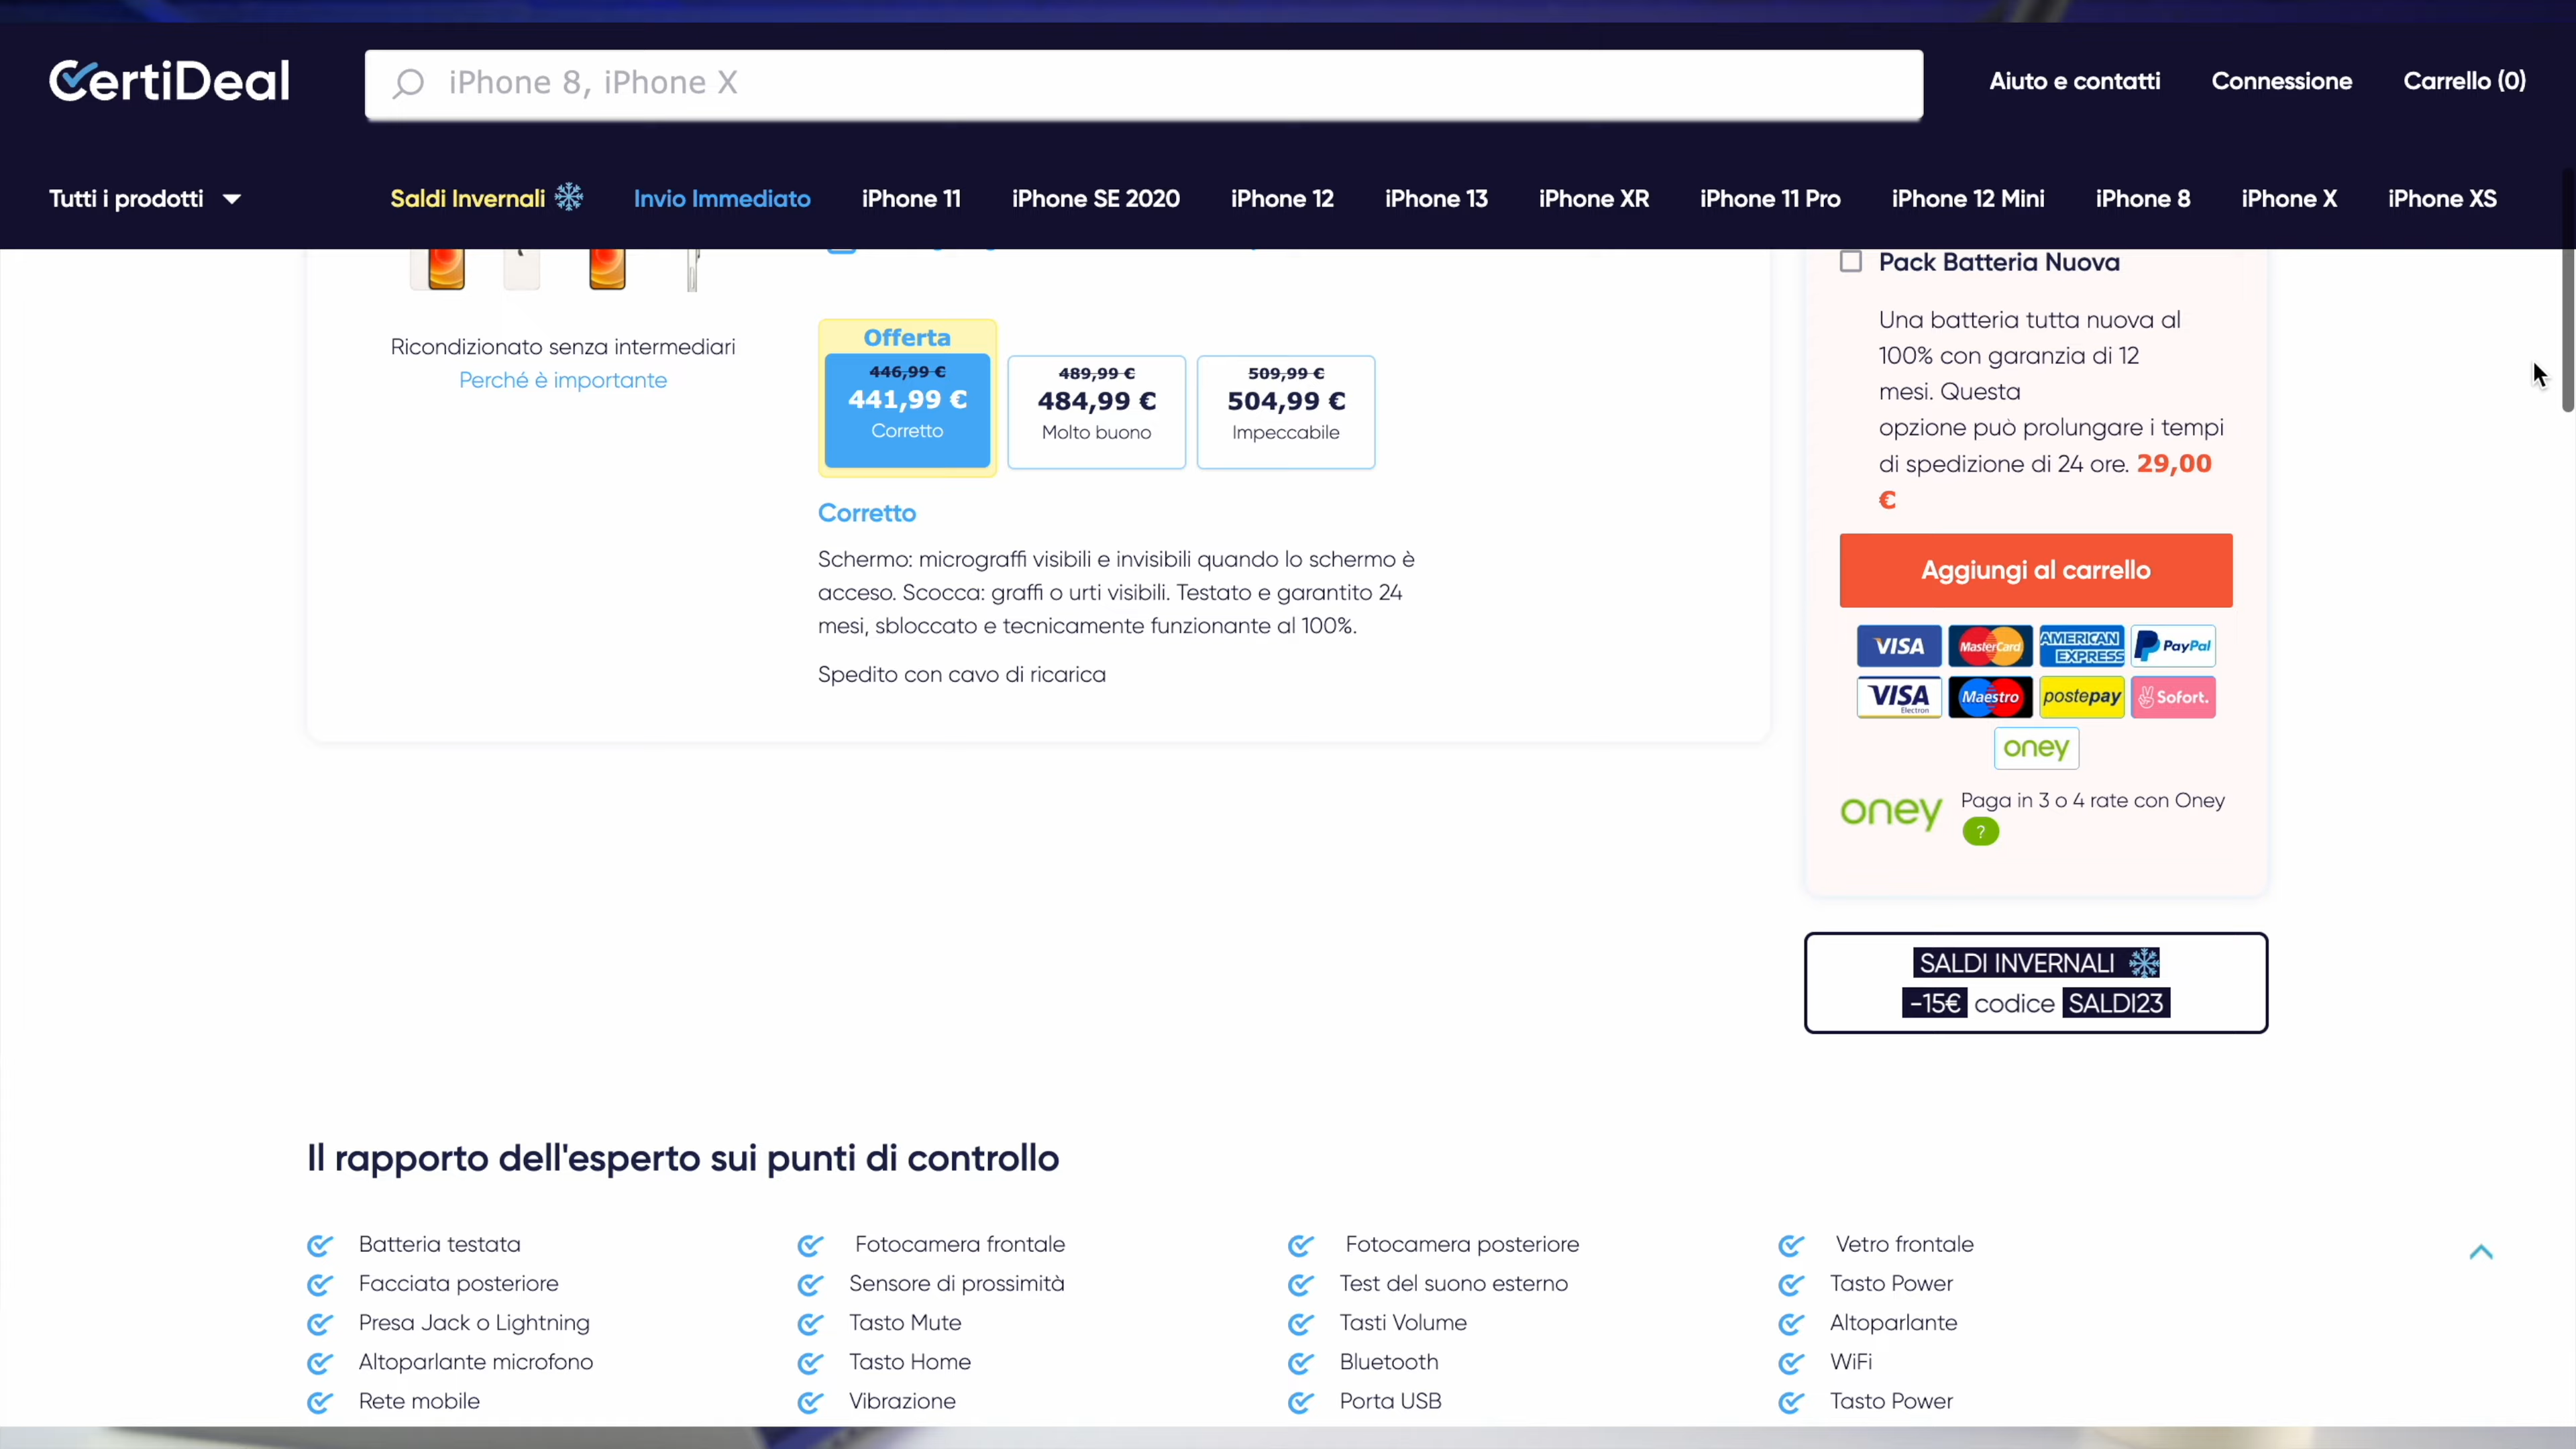 CertiDeal
iPhone 8, iPhone X
Aiuto e contatti
Connessione
Carrello (0)
Tutti i prodotti
Saldi Invernali
Invio Immediato
iPhone 11
iPhone SE 2020
iPhone 12
iPhone 13
iPhone XR
iPhone 11 Pro
iPhone 12 Mini
iPhone 8
iPhone X
iPhone XS
Ricondizionato senza intermediari
Perché è importante
Offerta
446,99 €
441,99 €
Corretto
489,99 €
484,99 €
Molto buono
509,99 €
504,99 €
Impeccabile
Corretto
Schermo: micrograffi visibili e invisibili quando lo schermo è
acceso. Scocca: graffi o urti visibili. Testato e garantito 24
mesi, sbloccato e tecnicamente funzionante al 100%.
Spedito con cavo di ricarica
Pack Batteria Nuova
Una batteria tutta nuova al
100% con garanzia di 12
mesi. Questa
opzione può prolungare i tempi
di spedizione di 24 ore. 29,00
€
Aggiungi al carrello
VISA
MasterCard
AMERICAN
EXPRESS
PayPal
VISA
Electron
Maestro
postepay
Sofort.
oney
oney
Paga in 3 o 4 rate con Oney
?
SALDI INVERNALI
-15€ codice SALDI23
Il rapporto dell'esperto sui punti di controllo
Batteria testata
Fotocamera frontale
Fotocamera posteriore
Vetro frontale
Facciata posteriore
Sensore di prossimità
Test del suono esterno
Tasto Power
Presa Jack o Lightning
Tasto Mute
Tasti Volume
Altoparlante
Altoparlante microfono
Tasto Home
Bluetooth
WiFi
Rete mobile
Vibrazione
Porta USB
Tasto Power